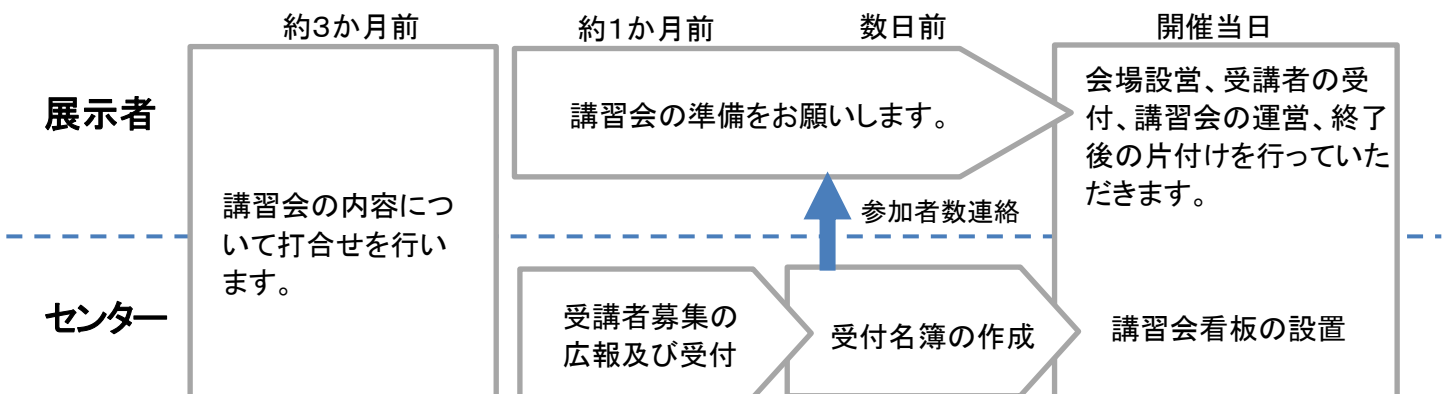 約3か月前
約1か月前
数日前
開催当日
展示者
講習会の準備をお願いします。
会場設営、受講者の受
付、講習会の運営、終了
後の片付けを行っていた
だきます。
講習会の内容につ
いて打合せを行い
ます。
参加者数連絡
センター
受講者募集の
広報及び受付
受付名簿の作成
講習会看板の設置